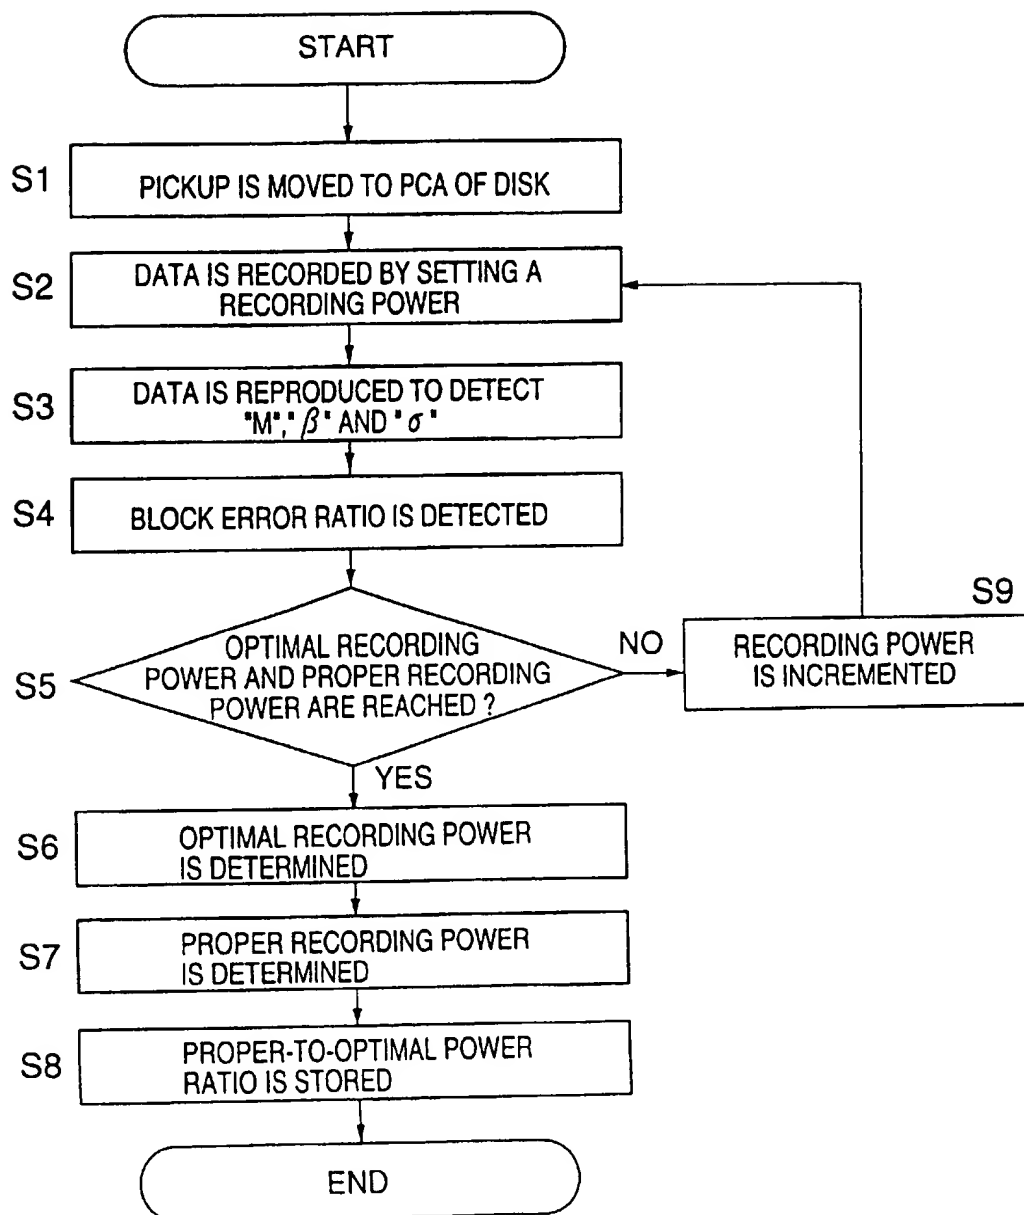 START
S1
PICKUP IS MOVED TO PCA OF DISK
S2
DATA IS RECORDED BY SETTING A
RECORDING POWER
S3
DATA IS REPRODUCED TO DETECT
"M","β" AND "σ"
S4
BLOCK ERROR RATIO IS DETECTED
S5
OPTIMAL RECORDING
POWER AND PROPER RECORDING
POWER ARE REACHED ?
NO
S9
RECORDING POWER
IS INCREMENTED
YES
S6
OPTIMAL RECORDING POWER
IS DETERMINED
S7
PROPER RECORDING POWER
IS DETERMINED
S8
PROPER-TO-OPTIMAL POWER
RATIO IS STORED
END